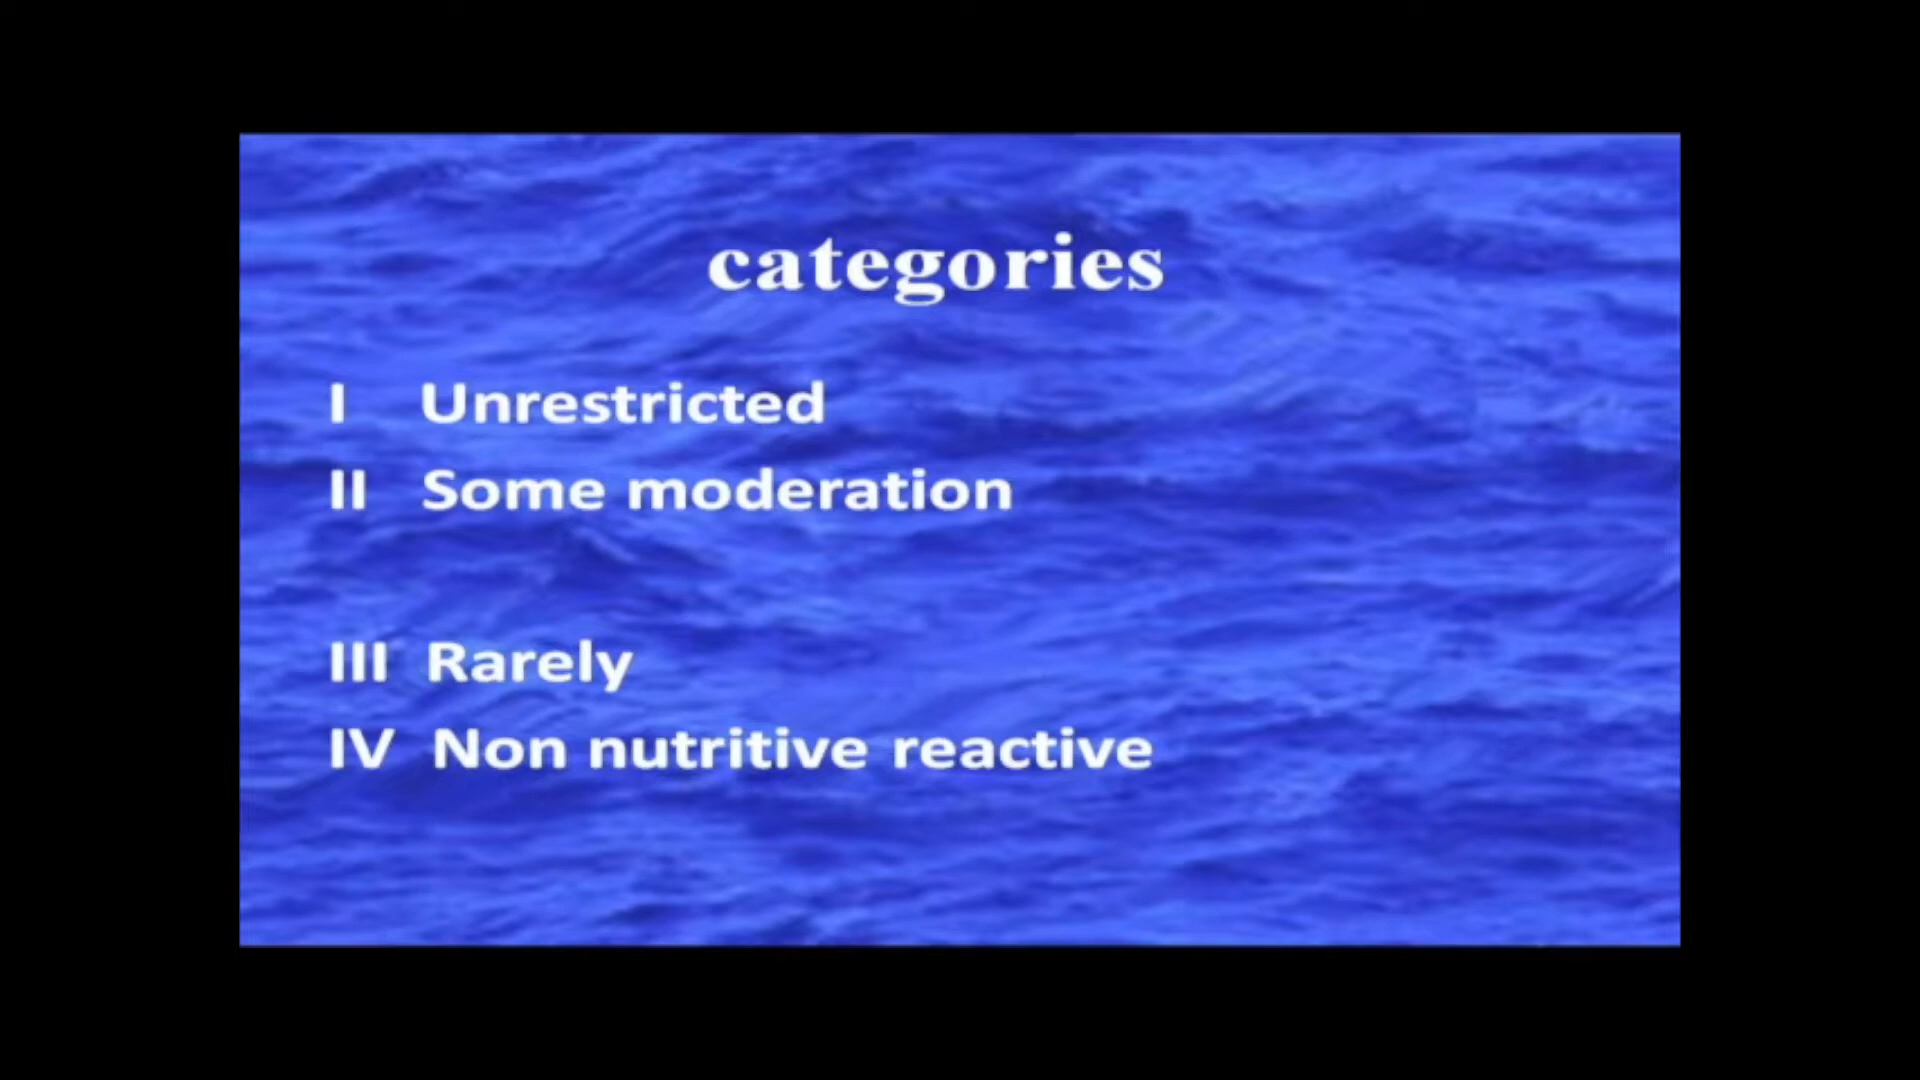 categories
I Unrestricted
II Some moderation
III Rarely
IV Non nutritive reactive